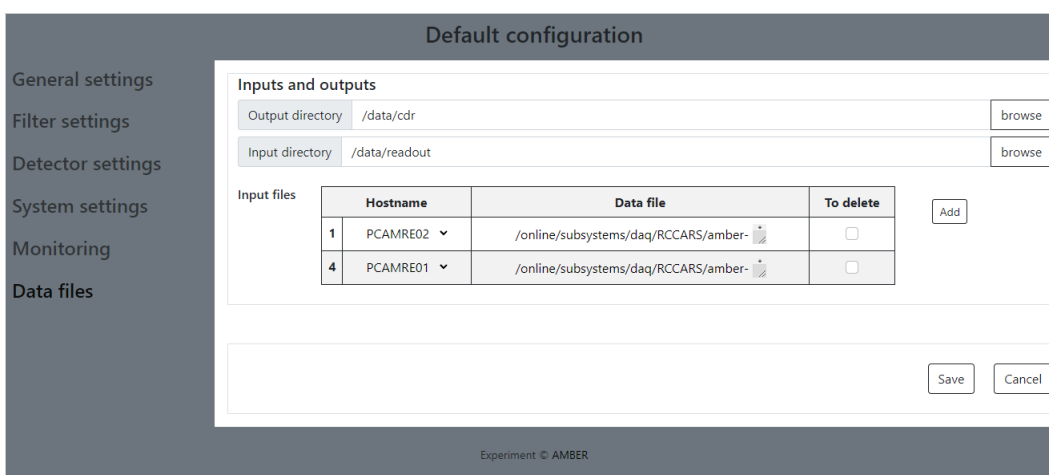 Default configuration
General settings
Filter settings
Detector settings
System settings
Monitoring
Data files
Inputs and outputs
Output directory /data/cdr browse
Input directory /data/readout browse
Input files
Hostname Data file To delete
Add
1 PCAMRE02 /online/subsystems/daq/RCCARS/amber-
4 PCAMRE01 /online/subsystems/daq/RCCARS/amber-
Save Cancel
Experiment © AMBER